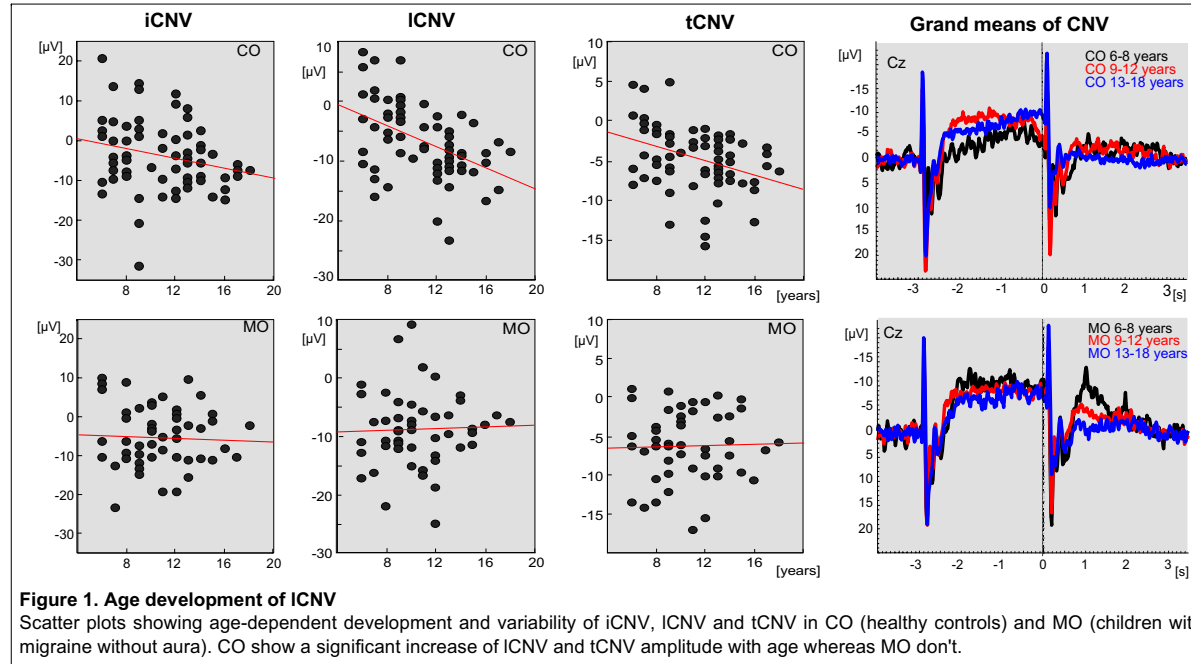 iCNV
lCNV
tCNV
Grand means of CNV
[µV]
CO
20
10
0
-10
-20
-30
8
12
16
20
[µV]
CO
10
5
0
-5
-10
-20
-30
8
12
16
20
[µV]
CO
10
0
-5
-10
-15
8
12
16
[years]
[µV]
Cz
CO 6-8 years
CO 9-12 years
CO 13-18 years
-15
-10
-5
0
5
10
15
20
-3
-2
-1
0
1
2
3[s]
[µV]
MO
20
10
0
-10
-20
-30
8
12
16
20
[µV]
MO
10
5
0
-5
-10
-20
-30
8
12
16
20
[µV]
MO
10
5
0
-5
-10
-15
8
12
16
[years]
[µV]
Cz
MO 6-8 years
MO 9-12 years
MO 13-18 years
-15
-10
-5
0
5
10
15
20
-3
-2
-1
0
1
2
3 [s]
Figure 1. Age development of lCNV
Scatter plots showing age-dependent development and variability of iCNV, lCNV and tCNV in CO (healthy controls) and MO (children wit
migraine without aura). CO show a significant increase of lCNV and tCNV amplitude with age whereas MO don't.